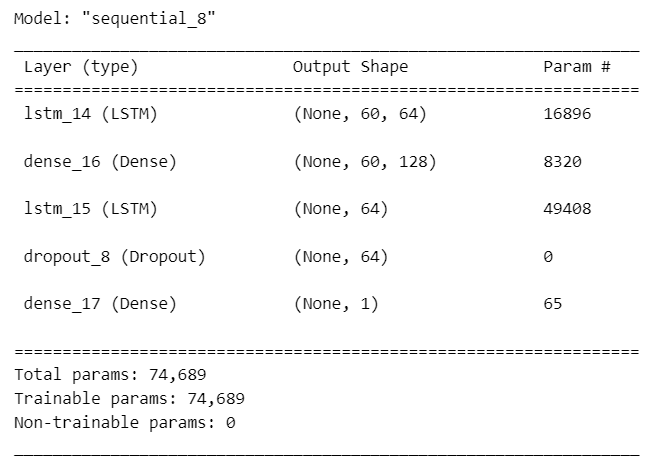 Model: "sequential_8"
_________________________________________________________________
Layer (type) Output Shape Param #
=================================================================
lstm_14 (LSTM) (None, 60, 64) 16896
dense_16 (Dense) (None, 60, 128) 8320
lstm_15 (LSTM) (None, 64) 49408
dropout_8 (Dropout) (None, 64) 0
dense_17 (Dense) (None, 1) 65
=================================================================
Total params: 74,689
Trainable params: 74,689
Non-trainable params: 0
_________________________________________________________________